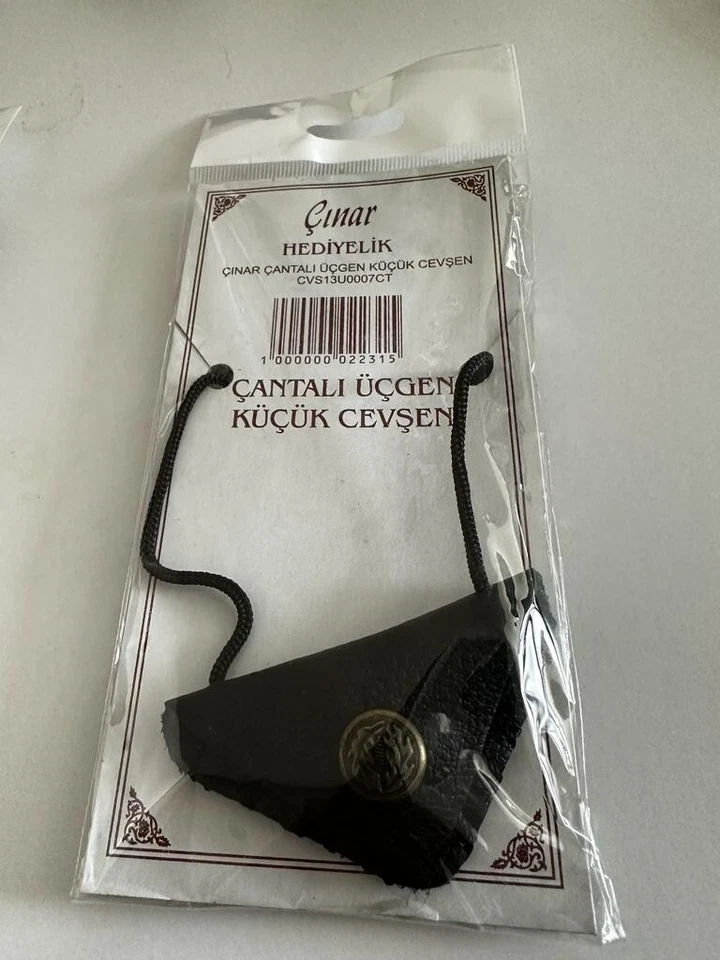 Çınar
HEDİYELİK
ÇINAR ÇANTALI ÜÇGEN KÜÇÜK CEVŞEN
CVS13U0007CT
1 000000 022315
ÇANTALI ÜÇGEN
KÜÇÜK CEVŞEN